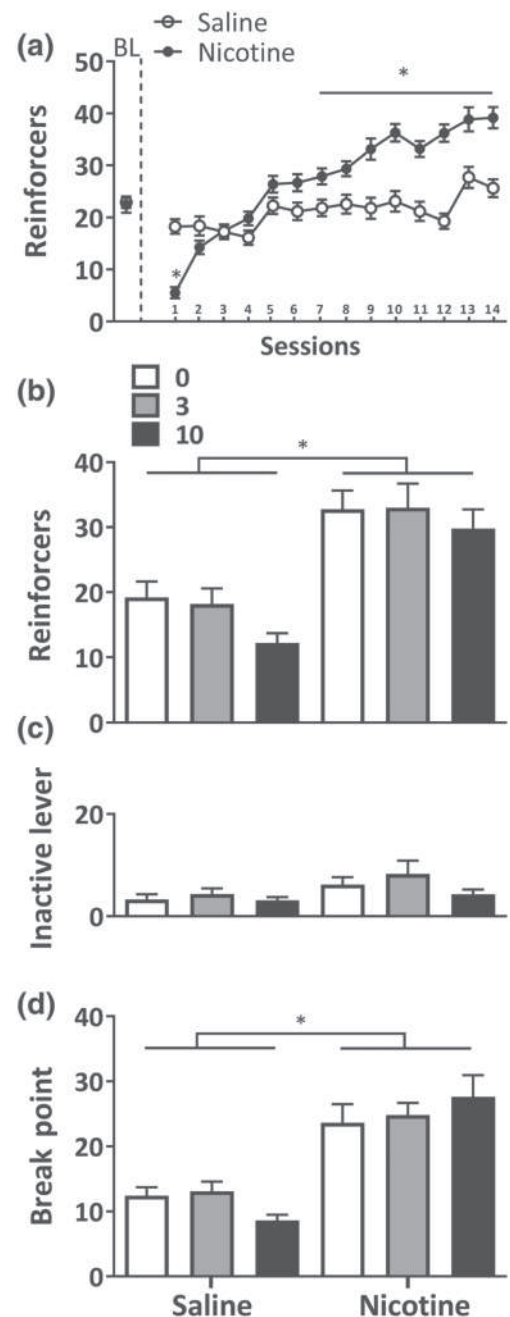 Saline
(a) BL
Nicotine
*
50
40
30
20
10
0
Reinforcers
*
1 2 3 4 5 6 7 8 9 10 11 12 13 14
Sessions
(b)
0
3
10
*
40
30
20
10
0
Reinforcers
(c)
20
0
Inactive lever
(d)
*
40
30
20
10
0
Break point
Saline Nicotine